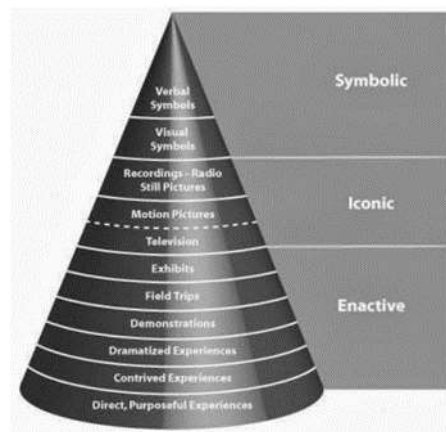 Verbal
Symbols
Visual
Symbols
Recordings - Radio
Still Pictures
Motion Pictures
Television
Exhibits
Field Trips
Demonstrations
Dramatized Experiences
Contrived Experiences
Direct, Purposeful Experiences
Symbolic
Iconic
Enactive